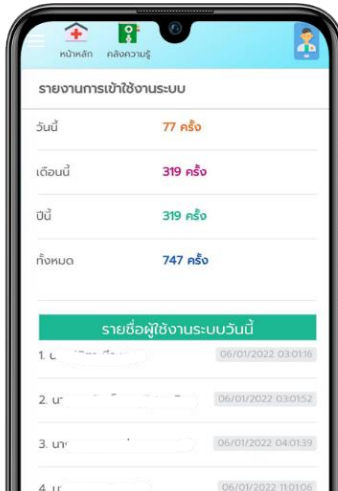 หน้าหลัก คลังความรู้
รายงานการเข้าใช้งานระบบ
วันนี้ 77 ครั้ง
เดือนนี้ 319 ครั้ง
ปีนี้ 319 ครั้ง
ทั้งหมด 747 ครั้ง
รายชื่อผู้ใช้งานระบบวันนี้
1. 06/01/2022 03:01:16
2. 06/01/2022 03:01:52
3. 06/01/2022 04:01:39
4. 06/01/2022 11:01:06